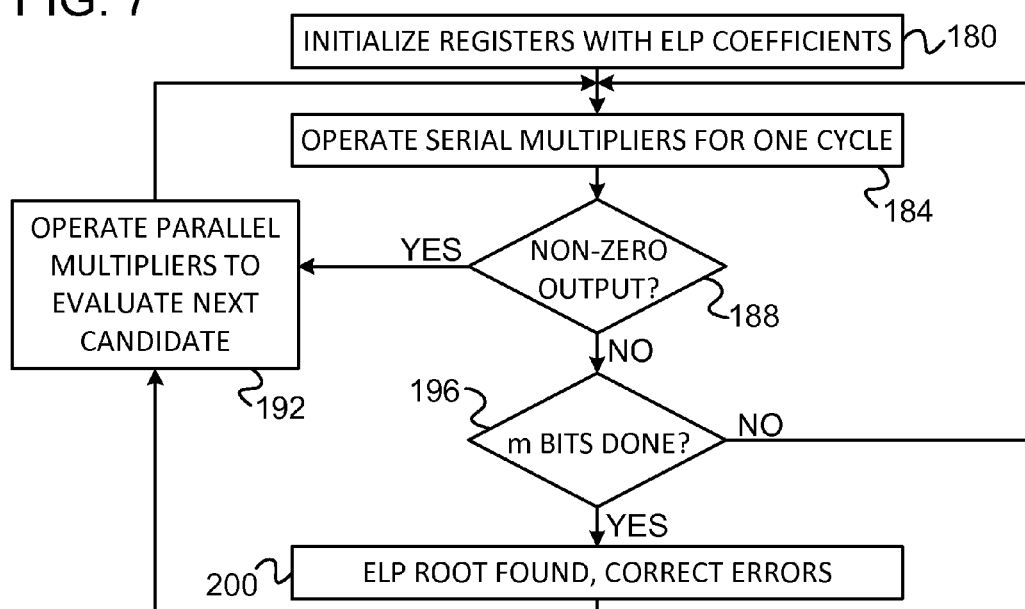 FIG. 7
INITIALIZE REGISTERS WITH ELP COEFFICIENTS
180
OPERATE SERIAL MULTIPLIERS FOR ONE CYCLE
184
OPERATE PARALLEL
MULTIPLIERS TO
EVALUATE NEXT
CANDIDATE
192
YES
NON-ZERO
OUTPUT?
188
NO
196
m BITS DONE?
NO
YES
200
ELP ROOT FOUND, CORRECT ERRORS